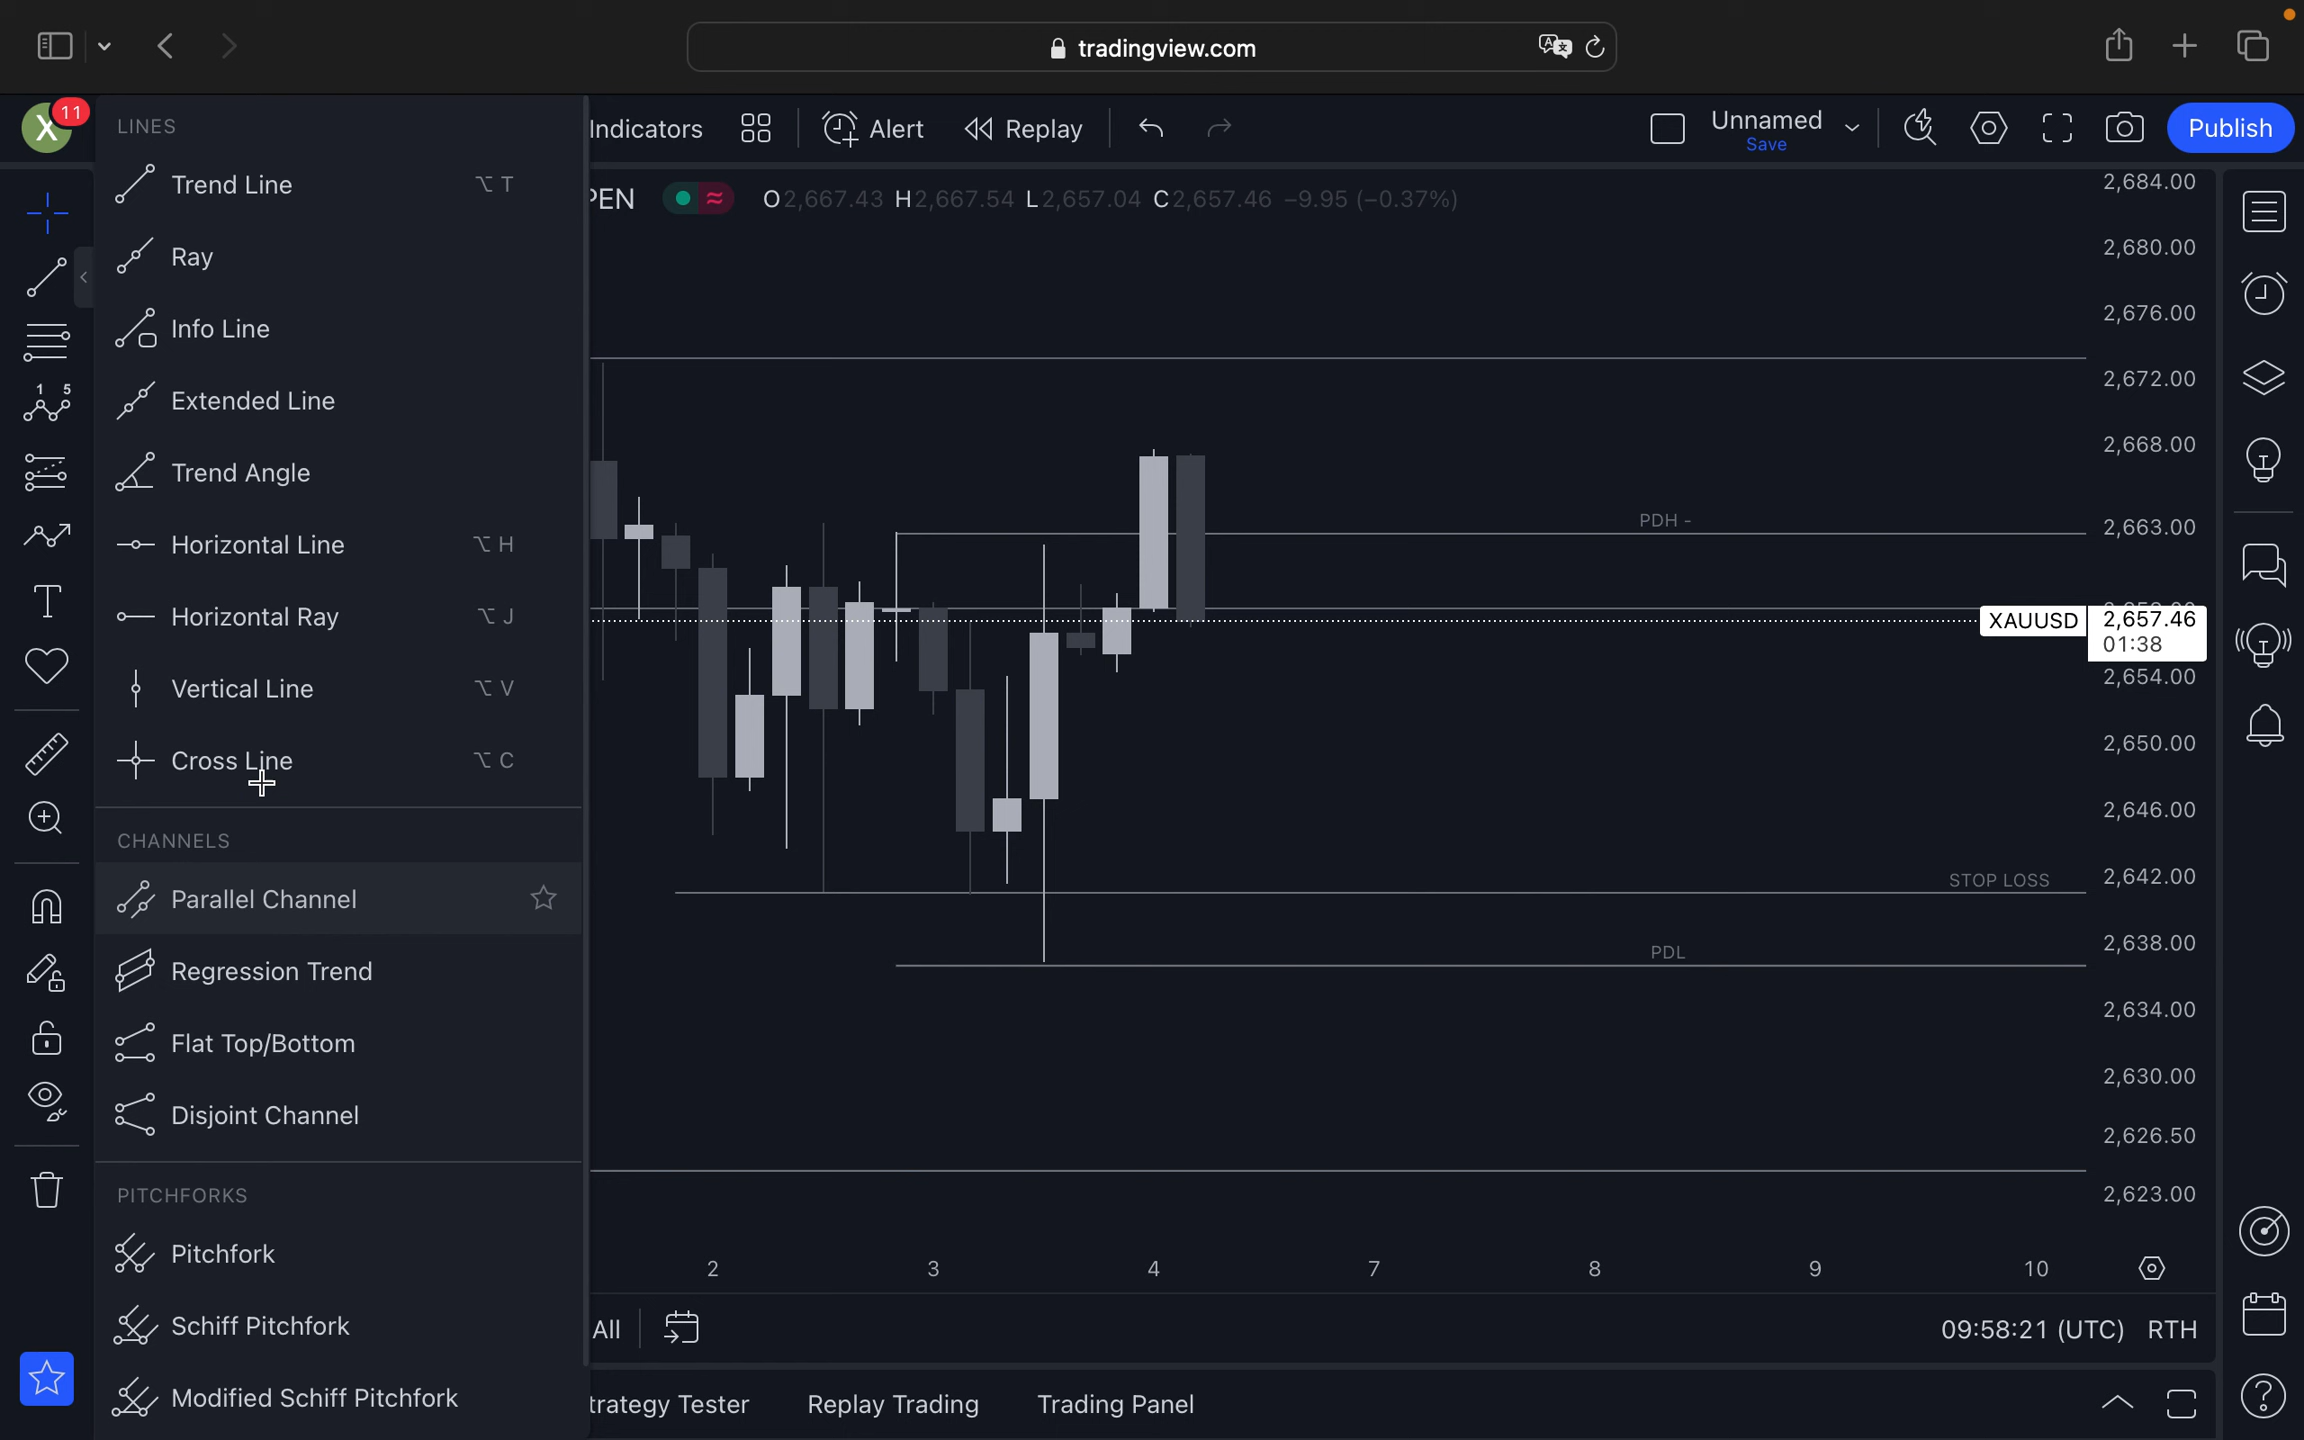 tradingview.com
X
11
LINES
Trend Line ⌥ T
Ray
Info Line
Extended Line
Trend Angle
Horizontal Line ⌥ H
Horizontal Ray ⌥ J
Vertical Line ⌥ V
Cross Line ⌥ C
CHANNELS
Parallel Channel
Regression Trend
Flat Top/Bottom
Disjoint Channel
PITCHFORKS
Pitchfork
Schiff Pitchfork
Modified Schiff Pitchfork
1 5
T
Indicators Alert Replay
Unnamed
Save
Publish
PEN O2,667.43 H2,667.54 L2,657.04 C2,657.46 −9.95 (−0.37%)
2,684.00
2,680.00
2,676.00
2,672.00
2,668.00
PDH -
2,663.00
XAUUSD 2,657.46
01:38
2,654.00
2,650.00
2,646.00
STOP LOSS
2,642.00
PDL
2,638.00
2,634.00
2,630.00
2,626.50
2,623.00
2 3 4 7 8 9 10
All
09:58:21 (UTC) RTH
trategy Tester Replay Trading Trading Panel